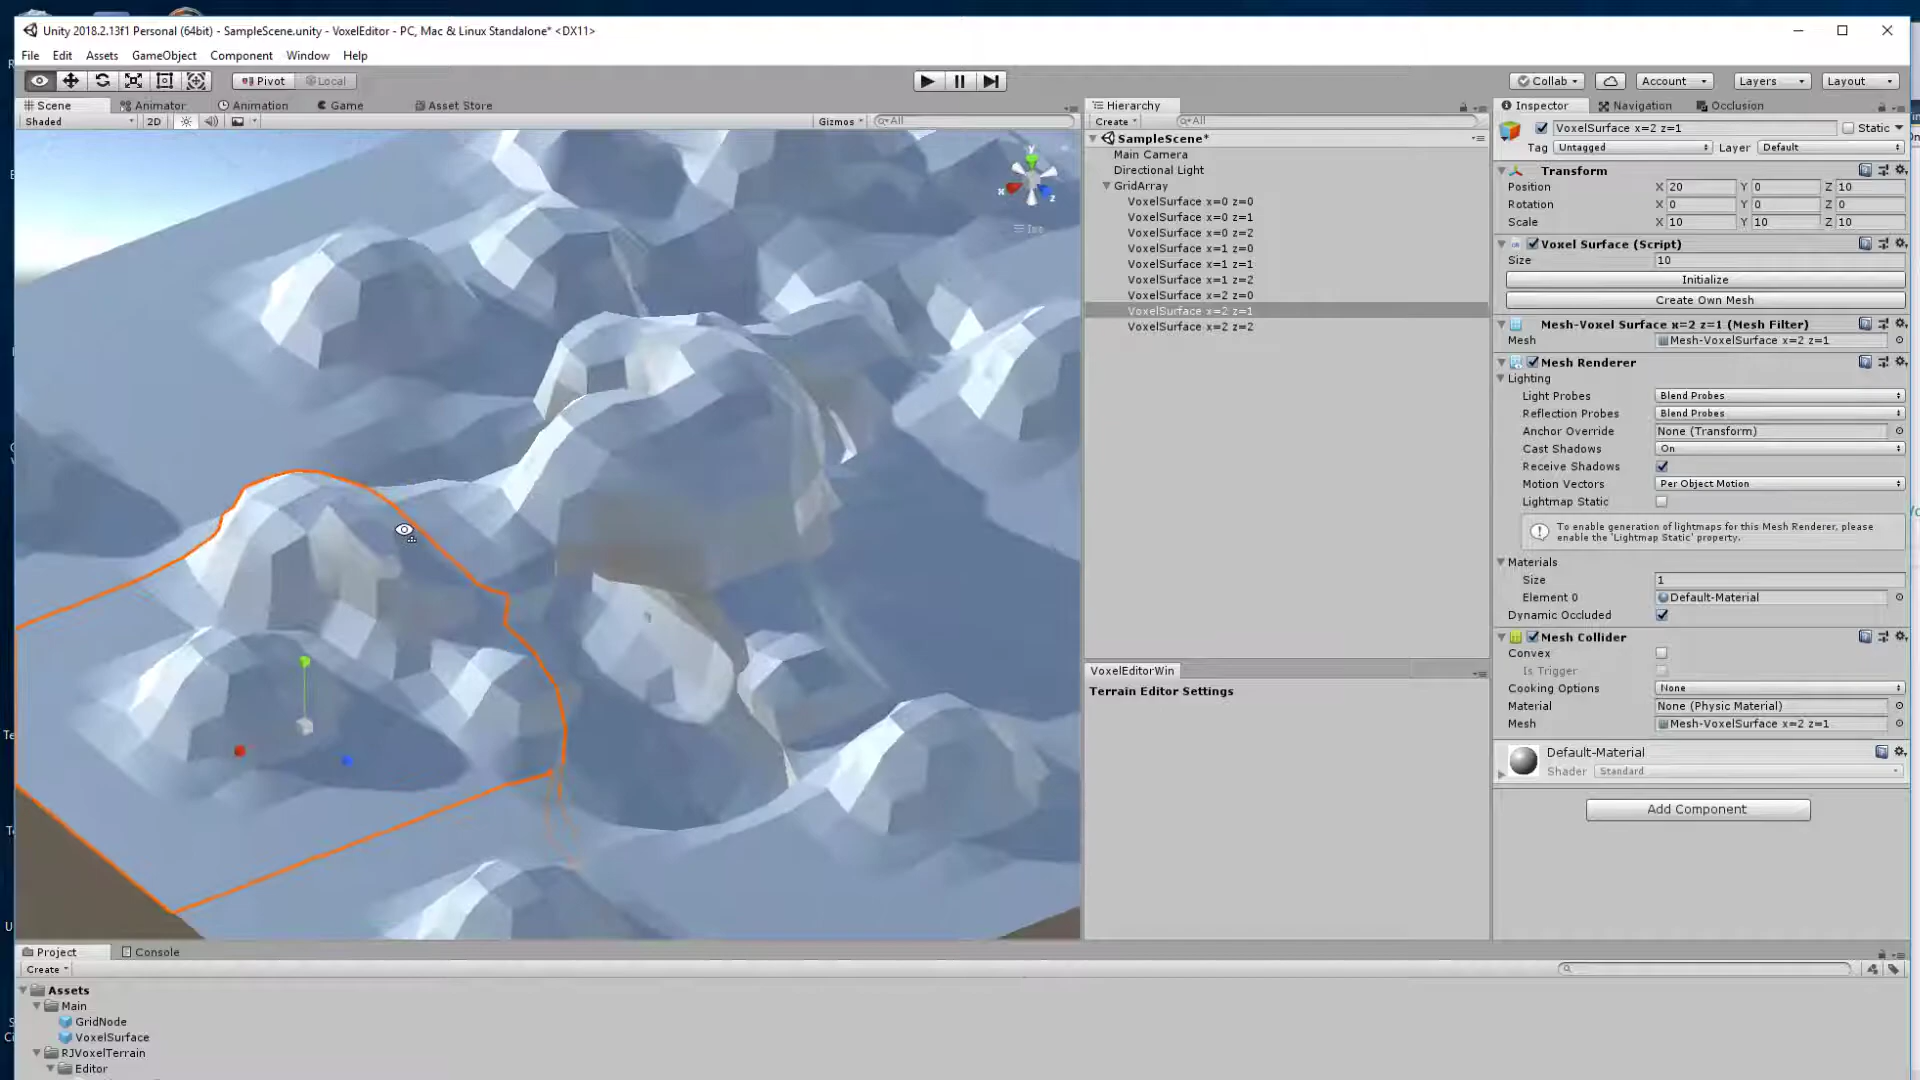 Unity 2018.2.13f1 Personal (64bit) - SampleScene.unity - VoxelEditor - PC, Mac & Linux Standalone* <DX11>
File Edit Assets GameObject Component Window Help
Pivot Local Collab Account Layers Layout
Scene Animator Animation Game Asset Store
Shaded 2D Gizmos All
y
x
z
Iso
Hierarchy
Create All
SampleScene*
Main Camera
Directional Light
GridArray
VoxelSurface x=0 z=0
VoxelSurface x=0 z=1
VoxelSurface x=0 z=2
VoxelSurface x=1 z=0
VoxelSurface x=1 z=1
VoxelSurface x=1 z=2
VoxelSurface x=2 z=0
VoxelSurface x=2 z=1
VoxelSurface x=2 z=2
VoxelEditorWin
Terrain Editor Settings
Inspector Navigation Occlusion
VoxelSurface x=2 z=1 Static
Tag Untagged Layer Default
Transform
Position X 20 Y 0 Z 10
Rotation X 0 Y 0 Z 0
Scale X 10 Y 10 Z 10
Voxel Surface (Script)
Size 10
Initialize
Create Own Mesh
Mesh-Voxel Surface x=2 z=1 (Mesh Filter)
Mesh Mesh-VoxelSurface x=2 z=1
Mesh Renderer
Lighting
Light Probes Blend Probes
Reflection Probes Blend Probes
Anchor Override None (Transform)
Cast Shadows On
Receive Shadows
Motion Vectors Per Object Motion
Lightmap Static
To enable generation of lightmaps for this Mesh Renderer, please
enable the 'Lightmap Static' property.
Materials
Size 1
Element 0 Default-Material
Dynamic Occluded
Mesh Collider
Convex
Is Trigger
Cooking Options None
Material None (Physic Material)
Mesh Mesh-VoxelSurface x=2 z=1
Default-Material
Shader Standard
Add Component
Project Console
Create
Assets
Main
GridNode
VoxelSurface
RJVoxelTerrain
Editor